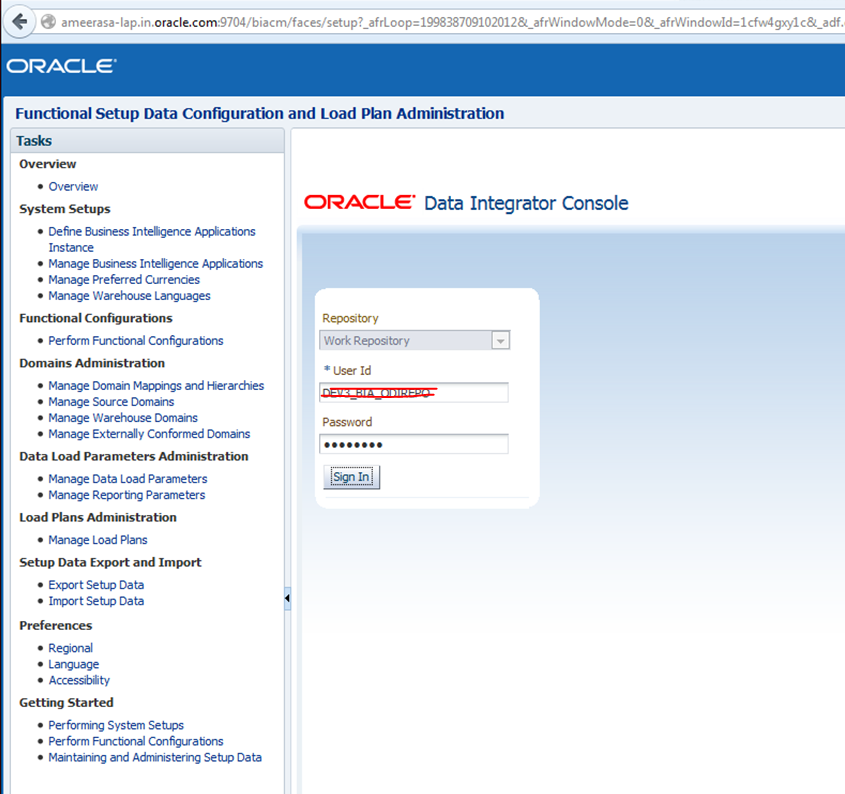 ameerasa-lap.in.oracle.com:9704/biacm/faces/setup?_afrLoop=199838709102012&_afrWindowMode=0&_afrWindowId=1cfw4gxy1c&_adf.
ORACLE
Functional Setup Data Configuration and Load Plan Administration
Tasks
Overview
Overview
System Setups
Define Business Intelligence Applications
Instance
Manage Business Intelligence Applications
Manage Preferred Currencies
Manage Warehouse Languages
Functional Configurations
Perform Functional Configurations
Domains Administration
Manage Domain Mappings and Hierarchies
Manage Source Domains
Manage Warehouse Domains
Manage Externally Conformed Domains
Data Load Parameters Administration
Manage Data Load Parameters
Manage Reporting Parameters
Load Plans Administration
Manage Load Plans
Setup Data Export and Import
Export Setup Data
Import Setup Data
Preferences
Regional
Language
Accessibility
Getting Started
Performing System Setups
Perform Functional Configurations
Maintaining and Administering Setup Data
ORACLE Data Integrator Console
Repository
Work Repository
* User Id
DEV3_BIA_ODIREPO
Password
••••••••
Sign In